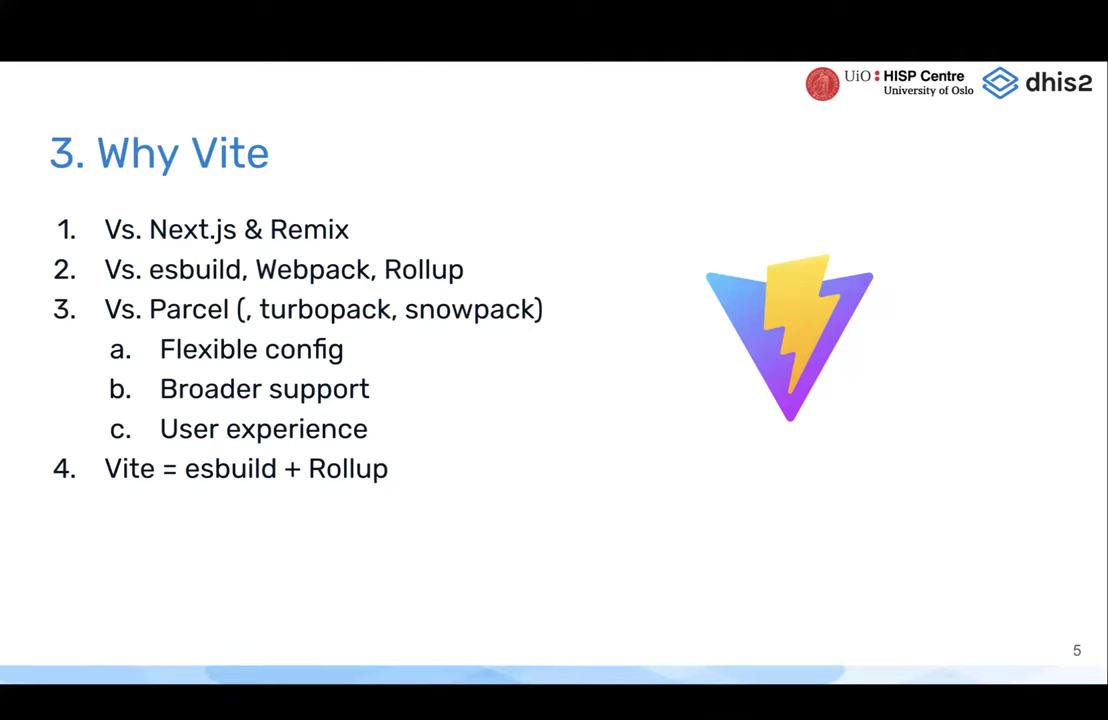 UiO HISP Centre
University of Oslo
dhis2
3. Why Vite
1. Vs. Next.js & Remix
2. Vs. esbuild, Webpack, Rollup
3. Vs. Parcel (, turbopack, snowpack)
a. Flexible config
b. Broader support
c. User experience
4. Vite = esbuild + Rollup
5